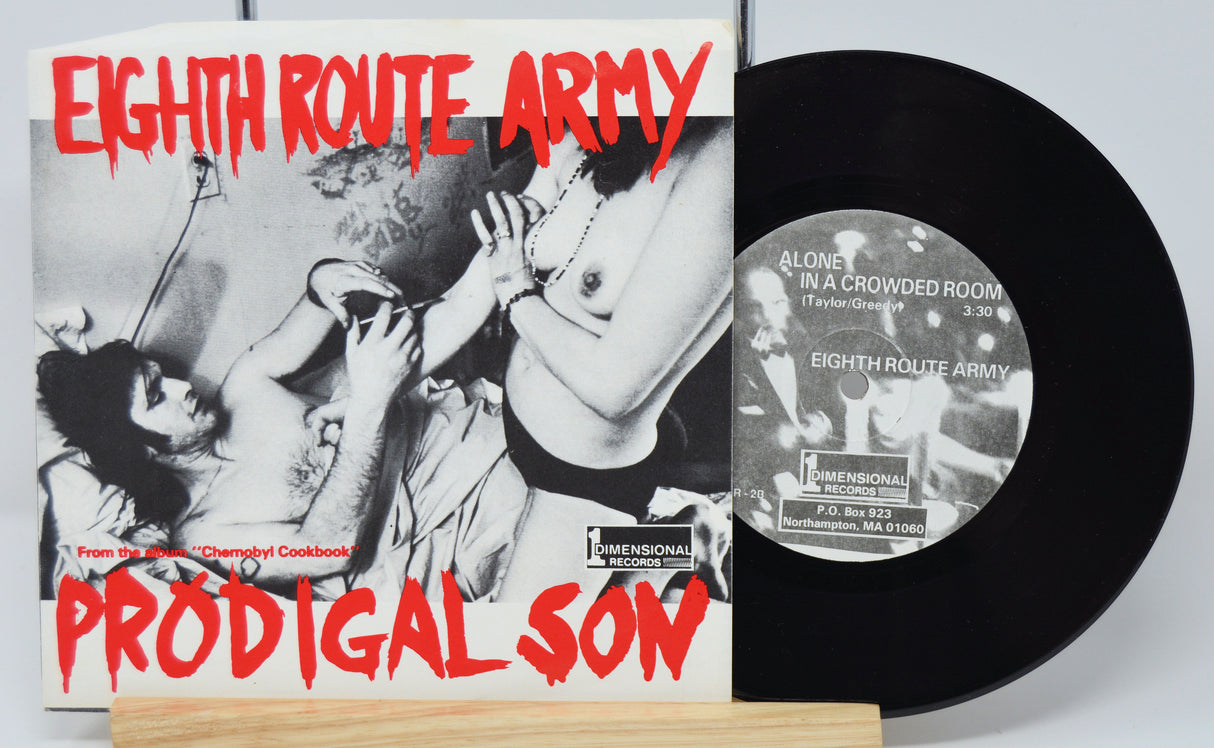 EIGHTH ROUTE ARMY
From the album "Chernobyl Cookbook"
1 DIMENSIONAL
RECORDS
PRODIGAL SON
ALONE
IN A CROWDED ROOM
(Taylor/Greedy)
3:30
EIGHTH ROUTE ARMY
1 DIMENSIONAL
RECORDS
R-2B
P.O. Box 923
Northampton, MA 01060